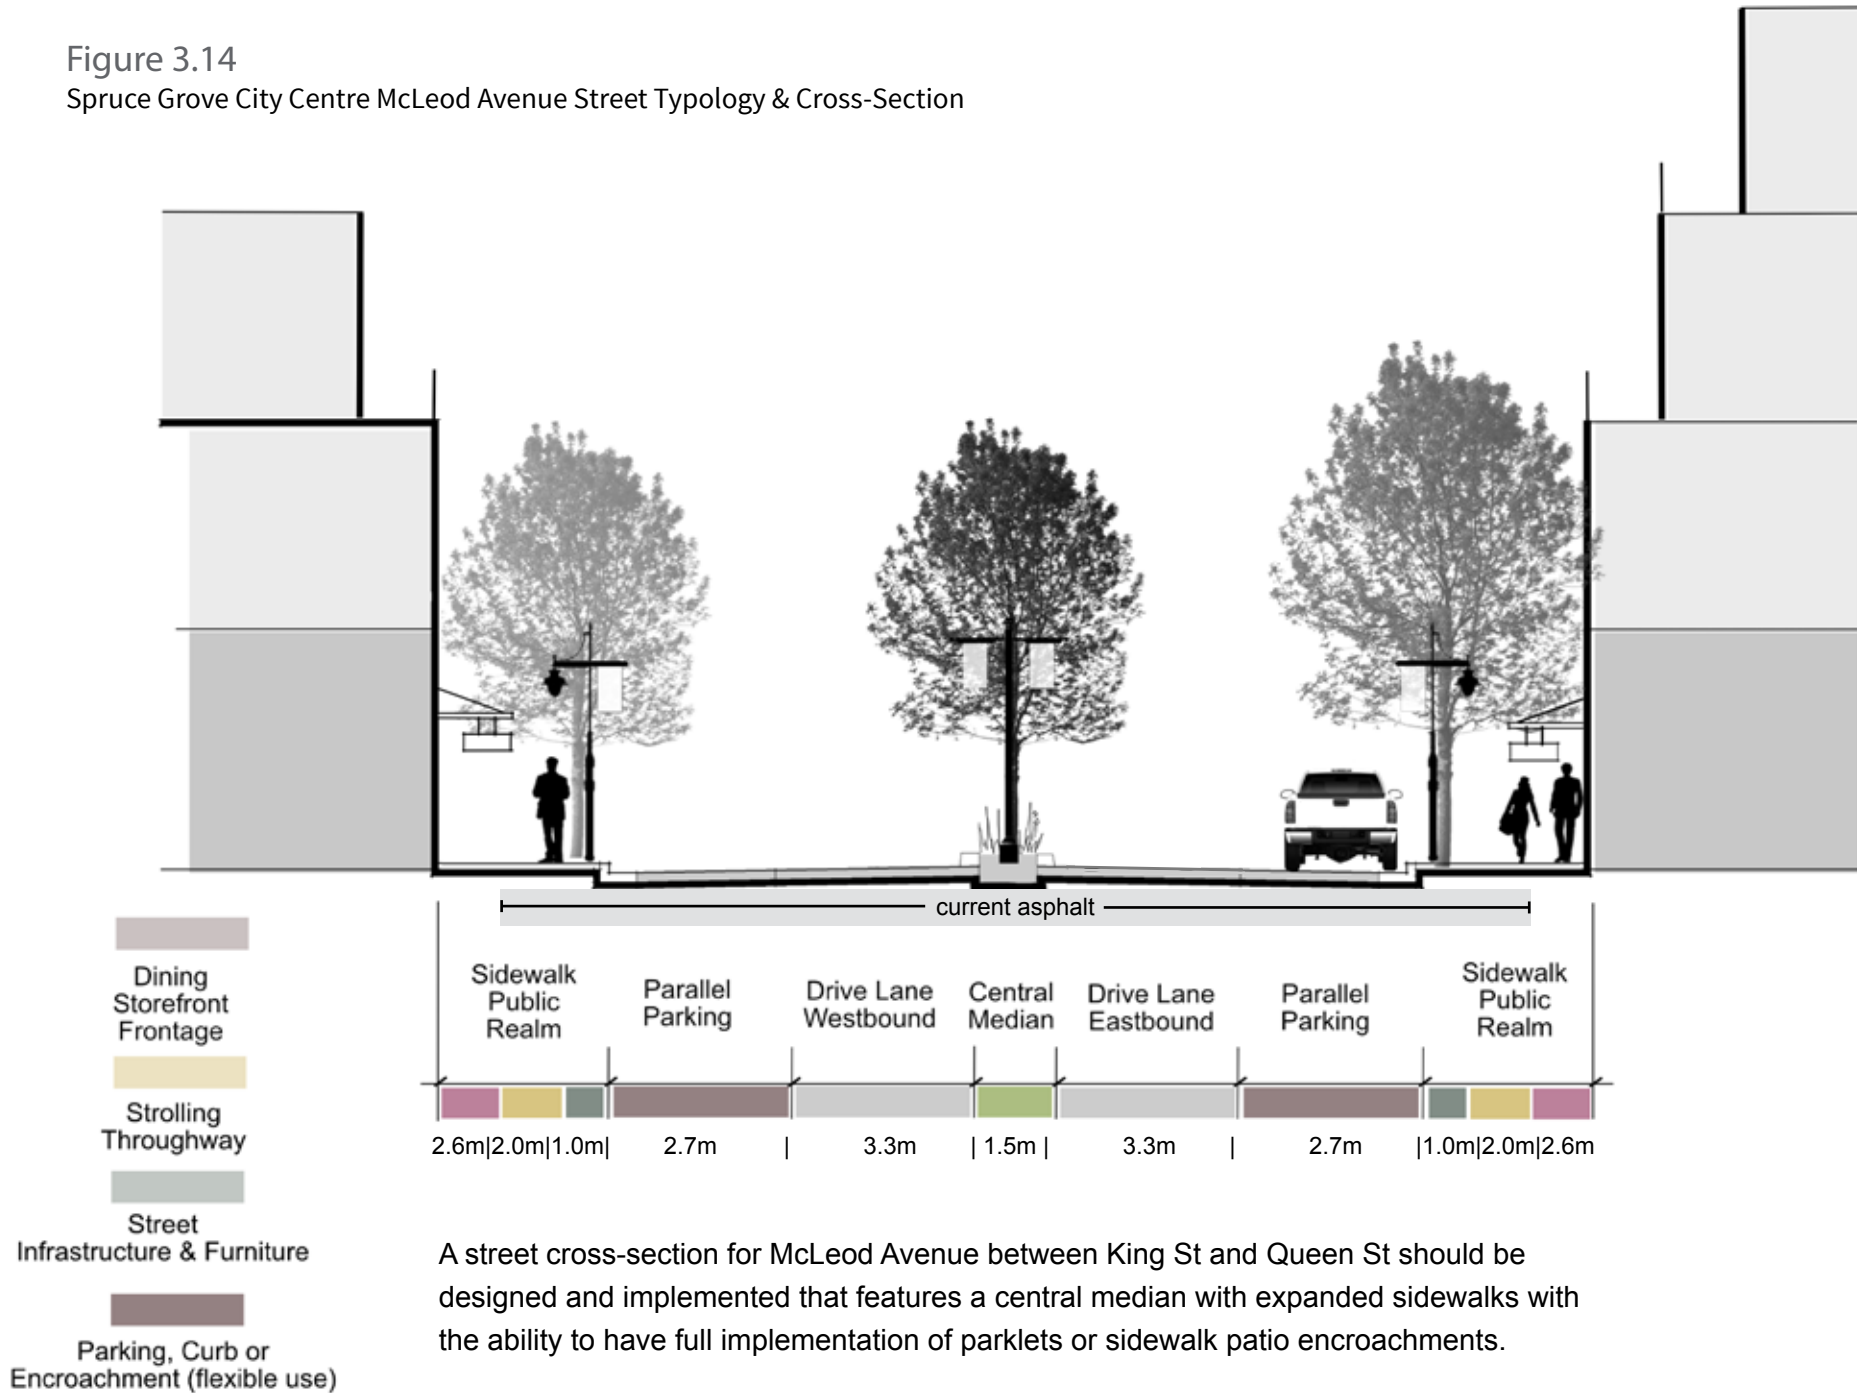 Figure 3.14
Spruce Grove City Centre McLeod Avenue Street Typology & Cross-Section
current asphalt
Dining
Storefront
Frontage
Strolling
Throughway
Street
Infrastructure & Furniture
Parking, Curb or
Encroachment (flexible use)
Sidewalk
Public
Realm
Parallel
Parking
Drive Lane
Westbound
Central
Median
Drive Lane
Eastbound
Parallel
Parking
Sidewalk
Public
Realm
2.6m|2.0m|1.0m| 2.7m | 3.3m | 1.5m | 3.3m | 2.7m |1.0m|2.0m|2.6m
A street cross-section for McLeod Avenue between King St and Queen St should be
designed and implemented that features a central median with expanded sidewalks with
the ability to have full implementation of parklets or sidewalk patio encroachments.